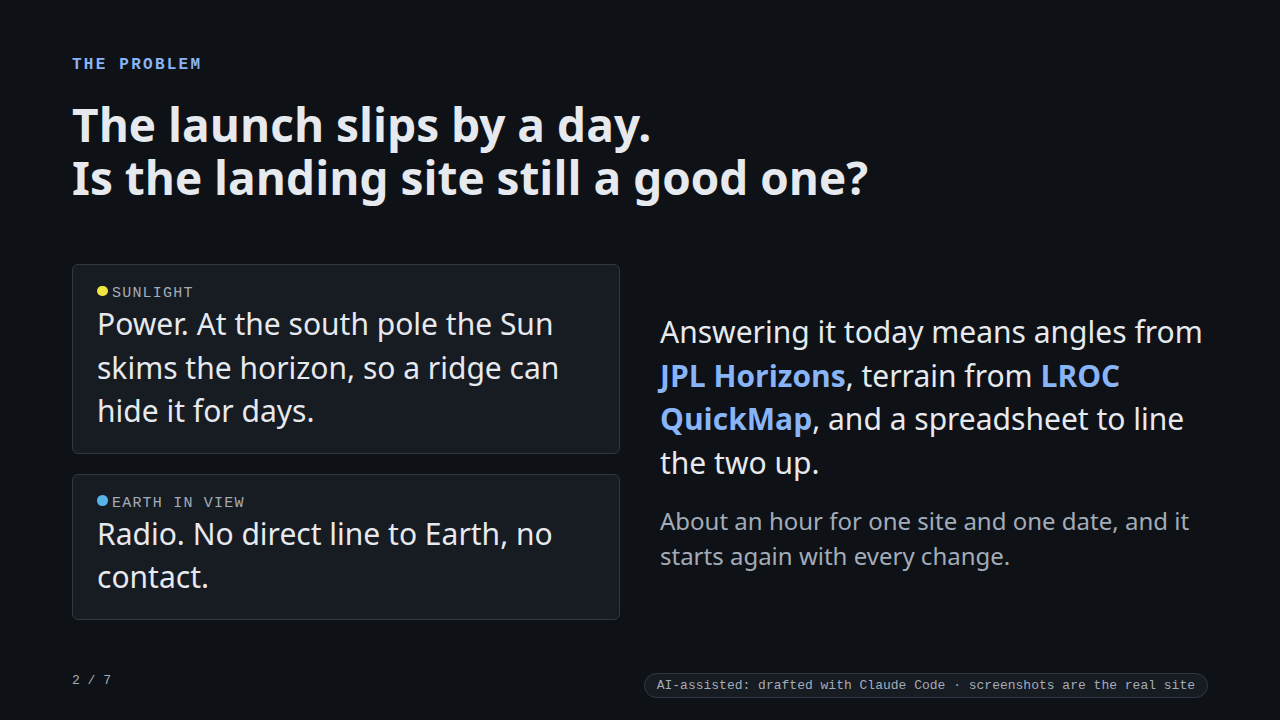 THE PROBLEM
The launch slips by a day.
Is the landing site still a good one?
SUNLIGHT
Power. At the south pole the Sun
skims the horizon, so a ridge can
hide it for days.
EARTH IN VIEW
Radio. No direct line to Earth, no
contact.
Answering it today means angles from
JPL Horizons, terrain from LROC
QuickMap, and a spreadsheet to line
the two up.
About an hour for one site and one date, and it
starts again with every change.
2 / 7
AI-assisted: drafted with Claude Code · screenshots are the real site